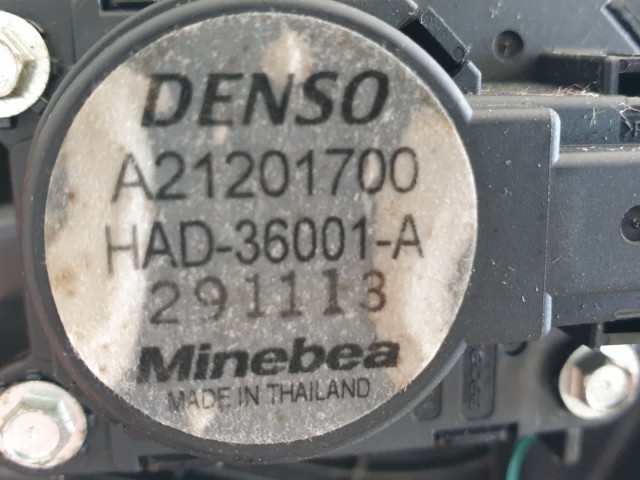 DENSO
A21201700
HAD-36001-A
291113
Minebea
MADE IN THAILAND